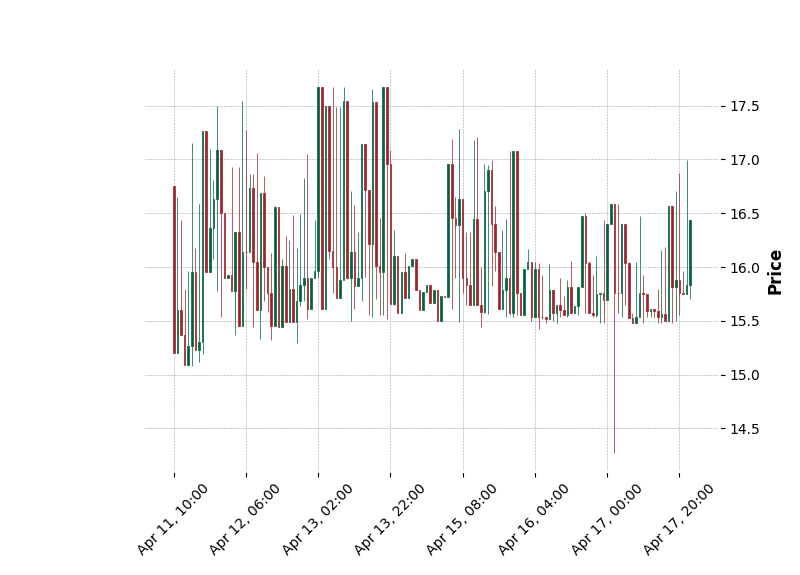 17.5
17.0
16.5
16.0
15.5
15.0
14.5
Price
Apr 11, 10:00
Apr 12, 06:00
Apr 13, 02:00
Apr 13, 22:00
Apr 15, 08:00
Apr 16, 04:00
Apr 17, 00:00
Apr 17, 20:00